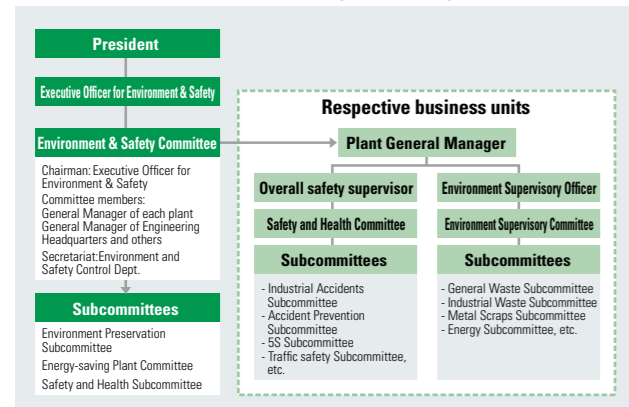 President
Executive Officer for Environment & Safety
Environment & Safety Committee
Chairman: Executive Officer for
Environment & Safety
Committee members:
General Manager of each plant
General Manager of Engineering
Headquarters and others
Secretariat:Environment and
Safety Control Dept.
Subcommittees
Environment Preservation
Subcommittee
Energy-saving Plant Committee
Safety and Health Subcommittee
Respective business units
Plant General Manager
Overall safety supervisor
Safety and Health Committee
Subcommittees
- Industrial Accidents
Subcommittee
- Accident Prevention
Subcommittee
- 5S Subcommittee
- Traffic safety Subcommittee,
etc.
Environment Supervisory Officer
Environment Supervisory Committee
Subcommittees
- General Waste Subcommittee
- Industrial Waste Subcommittee
- Metal Scraps Subcommittee
- Energy Subcommittee, etc.